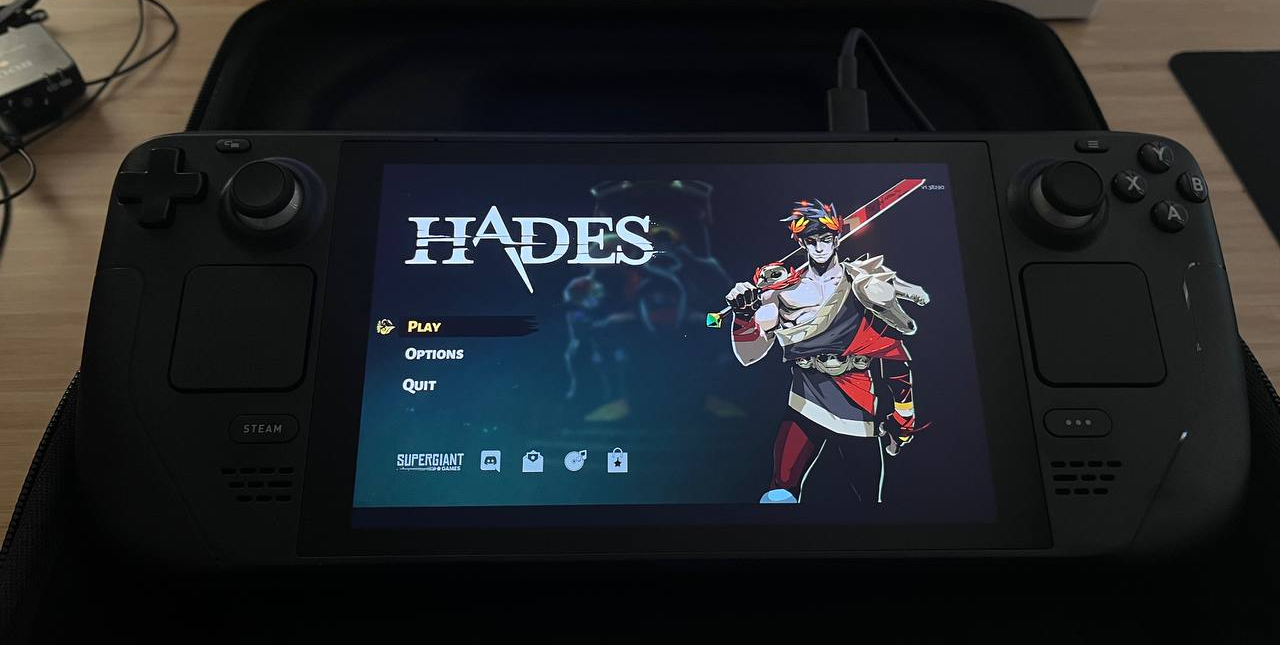 HADES
PLAY
OPTIONS
QUIT
SUPERGIANT
GAMES
STEAM
Y
X
B
A